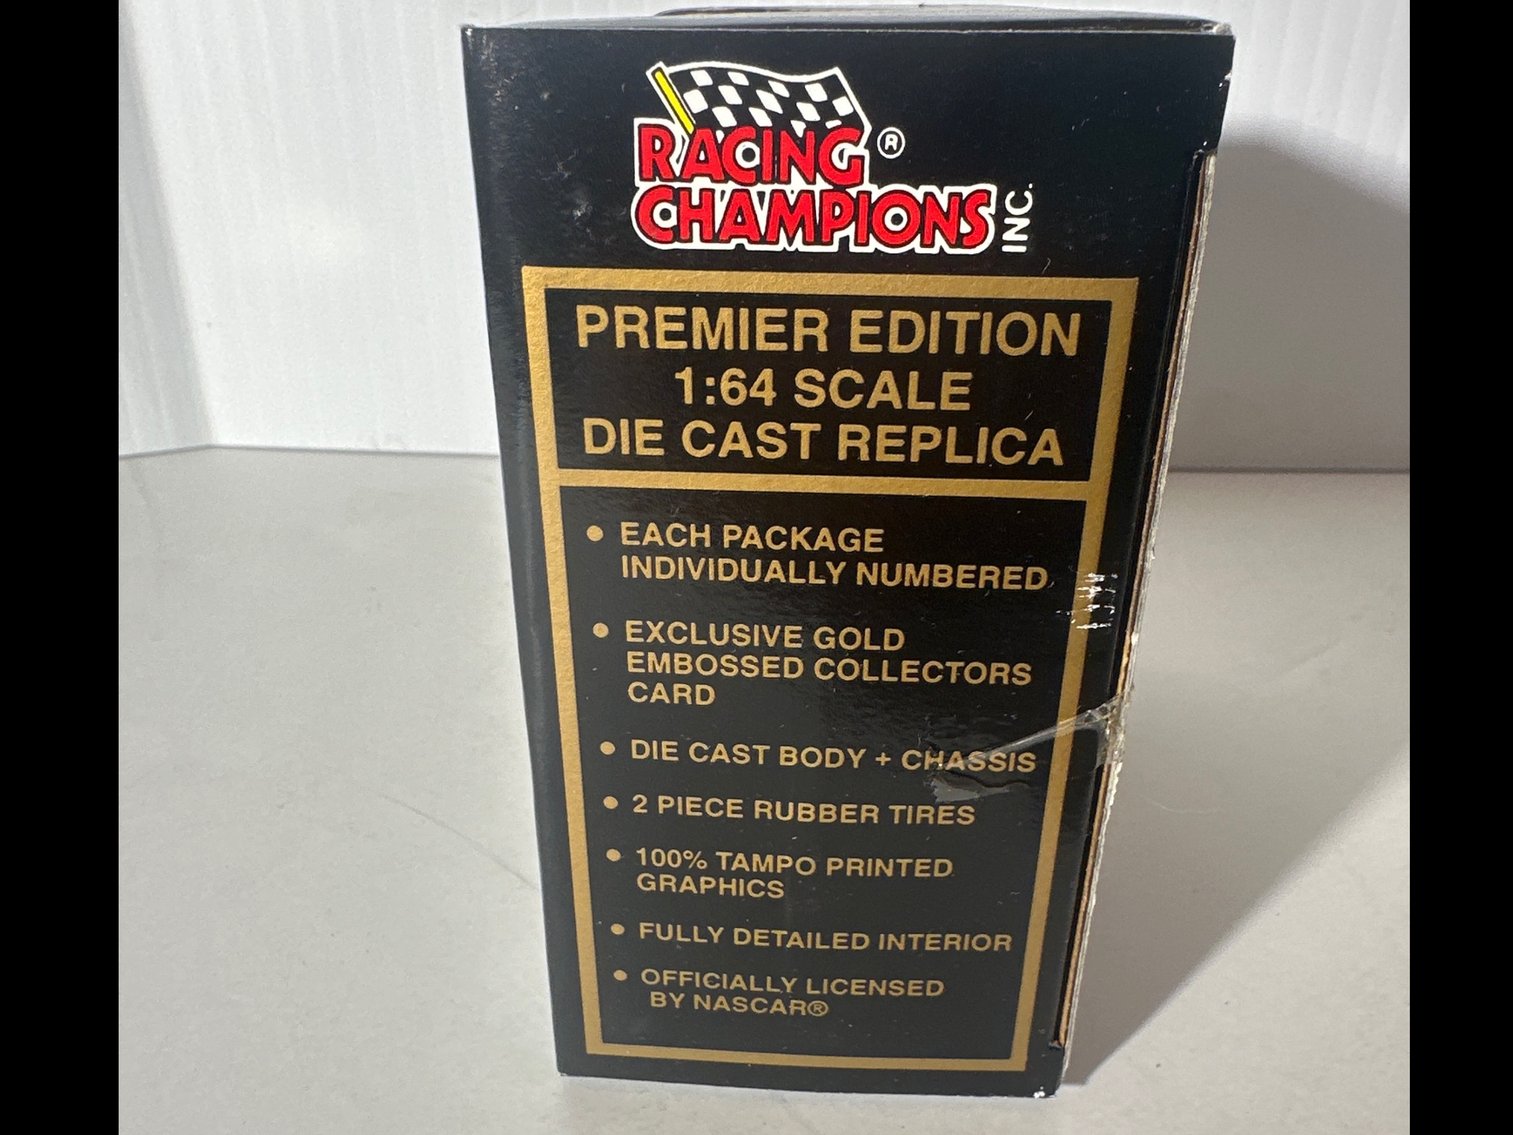 RACING ®
CHAMPIONS INC.
PREMIER EDITION
1:64 SCALE
DIE CAST REPLICA
• EACH PACKAGE
INDIVIDUALLY NUMBERED
• EXCLUSIVE GOLD
EMBOSSED COLLECTORS
CARD
• DIE CAST BODY + CHASSIS
• 2 PIECE RUBBER TIRES
• 100% TAMPO PRINTED
GRAPHICS
• FULLY DETAILED INTERIOR
• OFFICIALLY LICENSED
BY NASCAR®